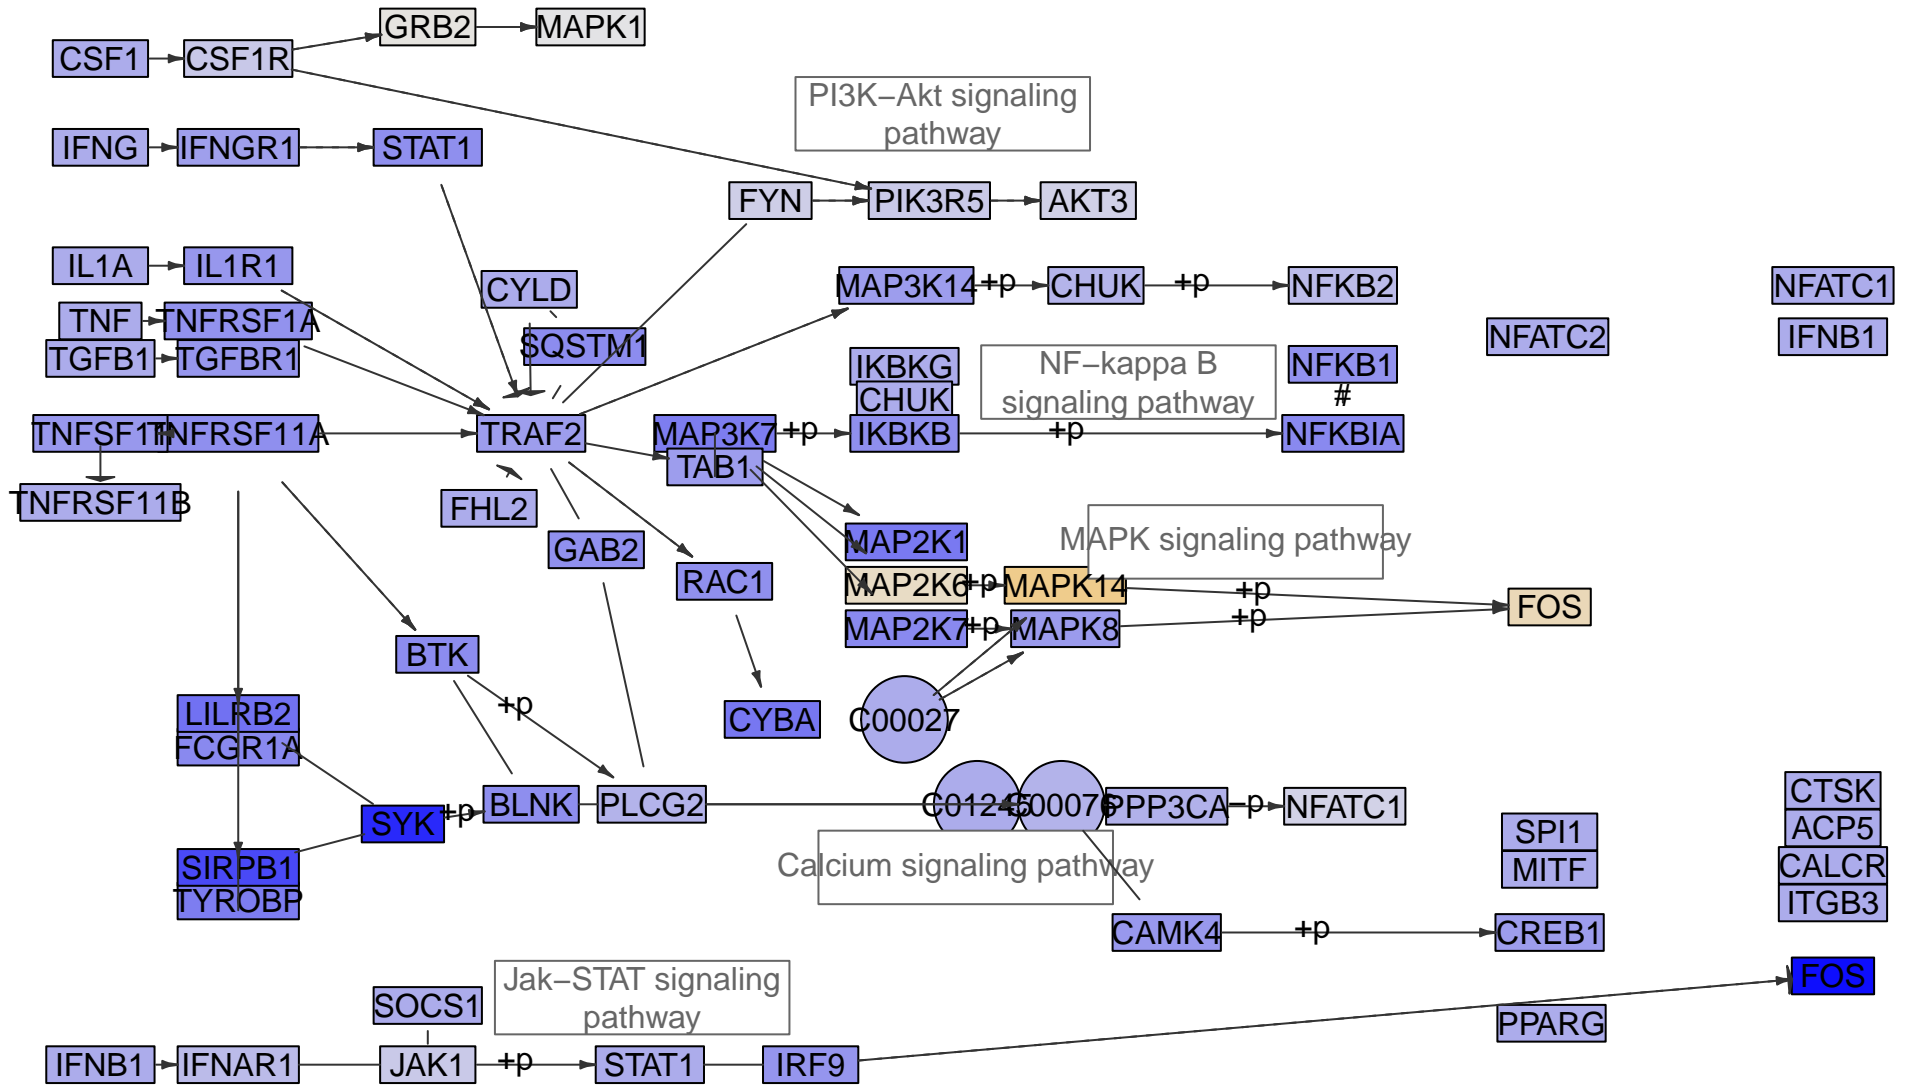 GRB2
MAPK1
CSF1
CSF1R
PI3K–Akt signaling
pathway
IFNG
IFNGR1
STAT1
FYN
PIK3R5
AKT3
IL1A
IL1R1
CYLD
MAP3K14
+p
CHUK
+p
NFKB2
NFATC1
TNF
TNFRSF1A
SQSTM1
NFATC2
IFNB1
TGFB1
TGFBR1
IKBKG
NF–kappa B
signaling pathway
NFKB1
#
CHUK
TNFRSF11A
TRAF2
MAP3K7
+p
IKBKB
+p
NFKBIA
TAB1
TNFRSF11B
FHL2
GAB2
MAP2K1
MAPK signaling pathway
RAC1
MAP2K6
+p
MAPK14
+p
FOS
MAP2K7
+p
MAPK8
+p
BTK
LILRB2
+p
CYBA
C00027
FCGR1A
SYK
+p
BLNK
PLCG2
C01245
C00076
PPP3CA
–p
NFATC1
CTSK
SPI1
ACP5
SIRPB1
Calcium signaling pathway
MITF
CALCR
TYROBP
ITGB3
CAMK4
+p
CREB1
Jak–STAT signaling
pathway
FOS
SOCS1
PPARG
IFNB1
IFNAR1
JAK1
+p
STAT1
IRF9